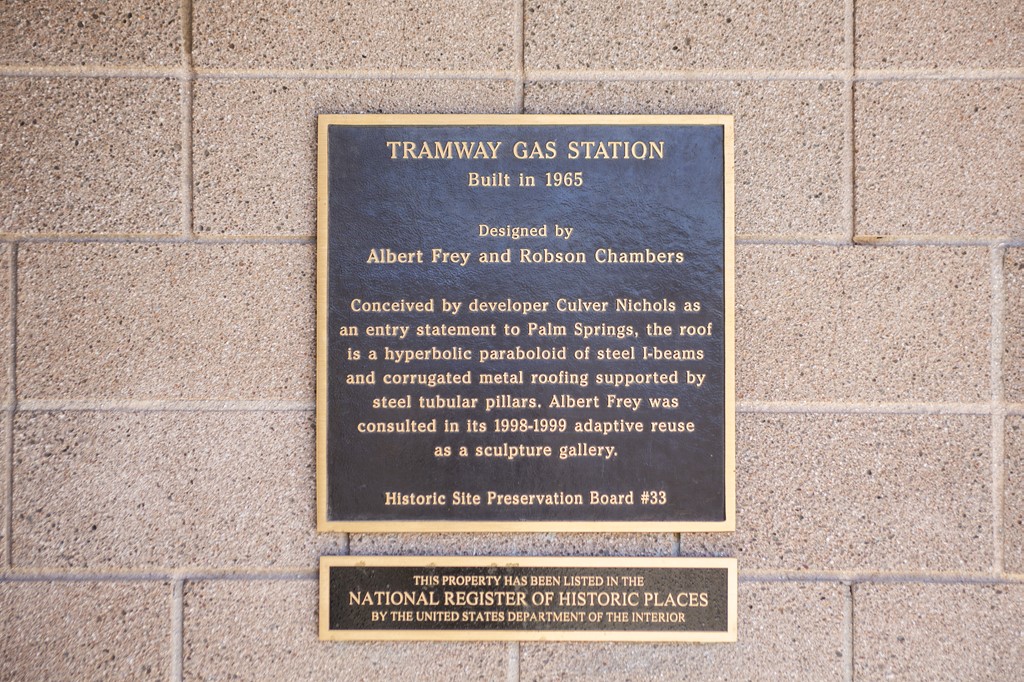 TRAMWAY GAS STATION
Built in 1965
Designed by
Albert Frey and Robson Chambers
Conceived by developer Culver Nichols as
an entry statement to Palm Springs, the roof
is a hyperbolic paraboloid of steel I-beams
and corrugated metal roofing supported by
steel tubular pillars. Albert Frey was
consulted in its 1998-1999 adaptive reuse
as a sculpture gallery.
Historic Site Preservation Board #33
THIS PROPERTY HAS BEEN LISTED IN THE
NATIONAL REGISTER OF HISTORIC PLACES
BY THE UNITED STATES DEPARTMENT OF THE INTERIOR